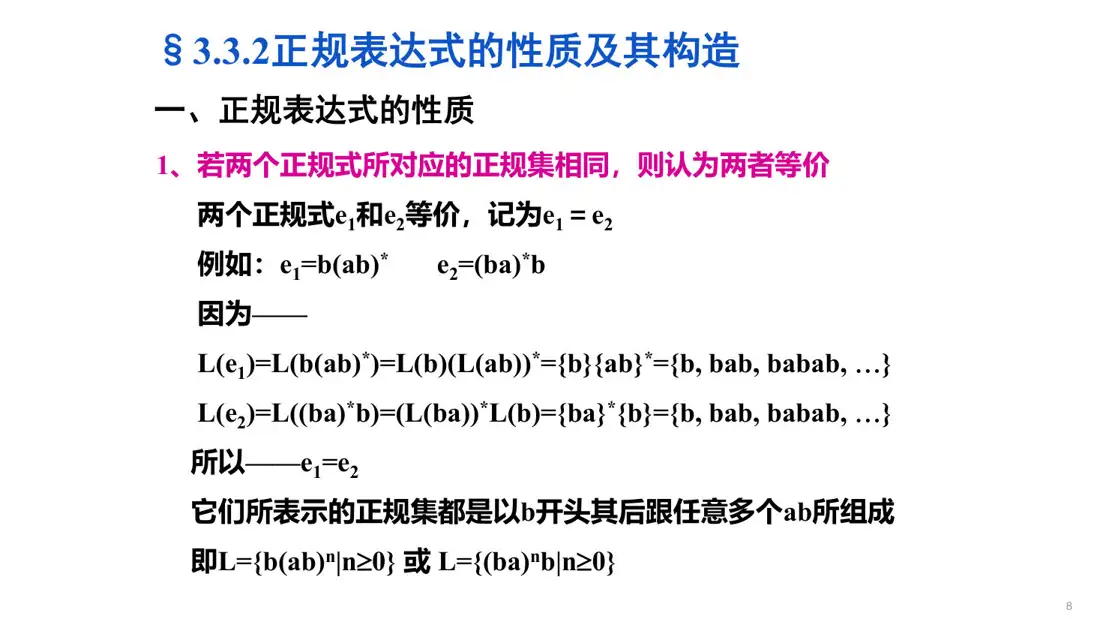 §3.3.2正规表达式的性质及其构造
一、正规表达式的性质
1、若两个正规式所对应的正规集相同，则认为两者等价
两个正规式e₁和e₂等价，记为e₁＝e₂
例如：e₁=b(ab)* e₂=(ba)*b
因为——
L(e₁)=L(b(ab)*)=L(b)(L(ab))*={b}{ab}*={b, bab, babab, …}
L(e₂)=L((ba)*b)=(L(ba))*L(b)={ba}*{b}={b, bab, babab, …}
所以——e₁=e₂
它们所表示的正规集都是以b开头其后跟任意多个ab所组成
即L={b(ab)ⁿ|n≥0} 或 L={(ba)ⁿb|n≥0}
8